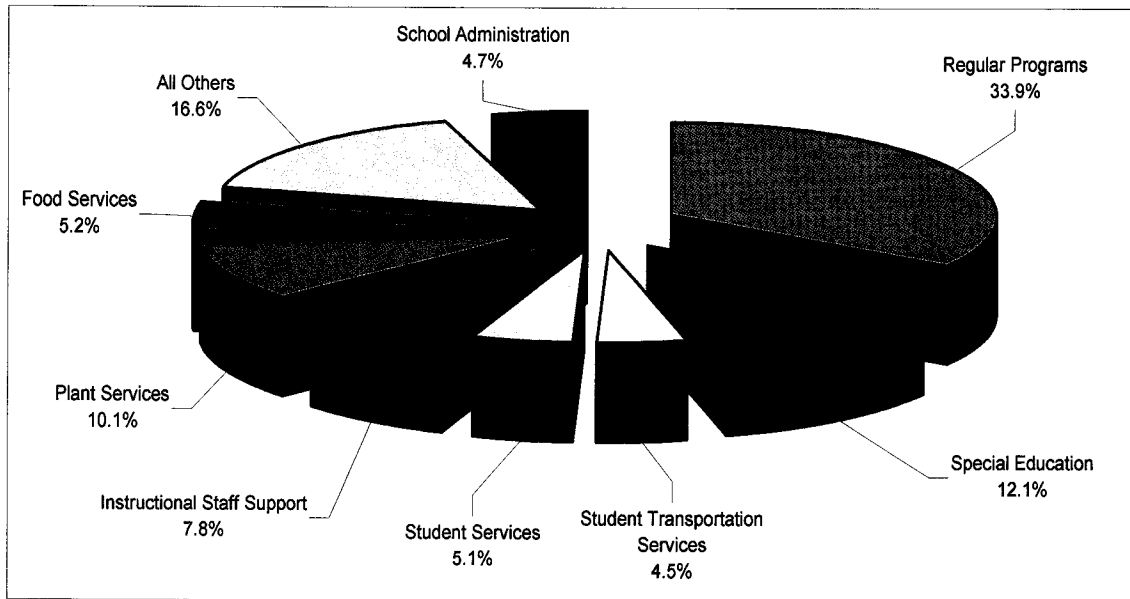 School Administration
4.7%
Regular Programs
33.9%
All Others
16.6%
Food Services
5.2%
Plant Services
10.1%
Special Education
12.1%
Instructional Staff Support
7.8%
Student Services
5.1%
Student Transportation
Services
4.5%